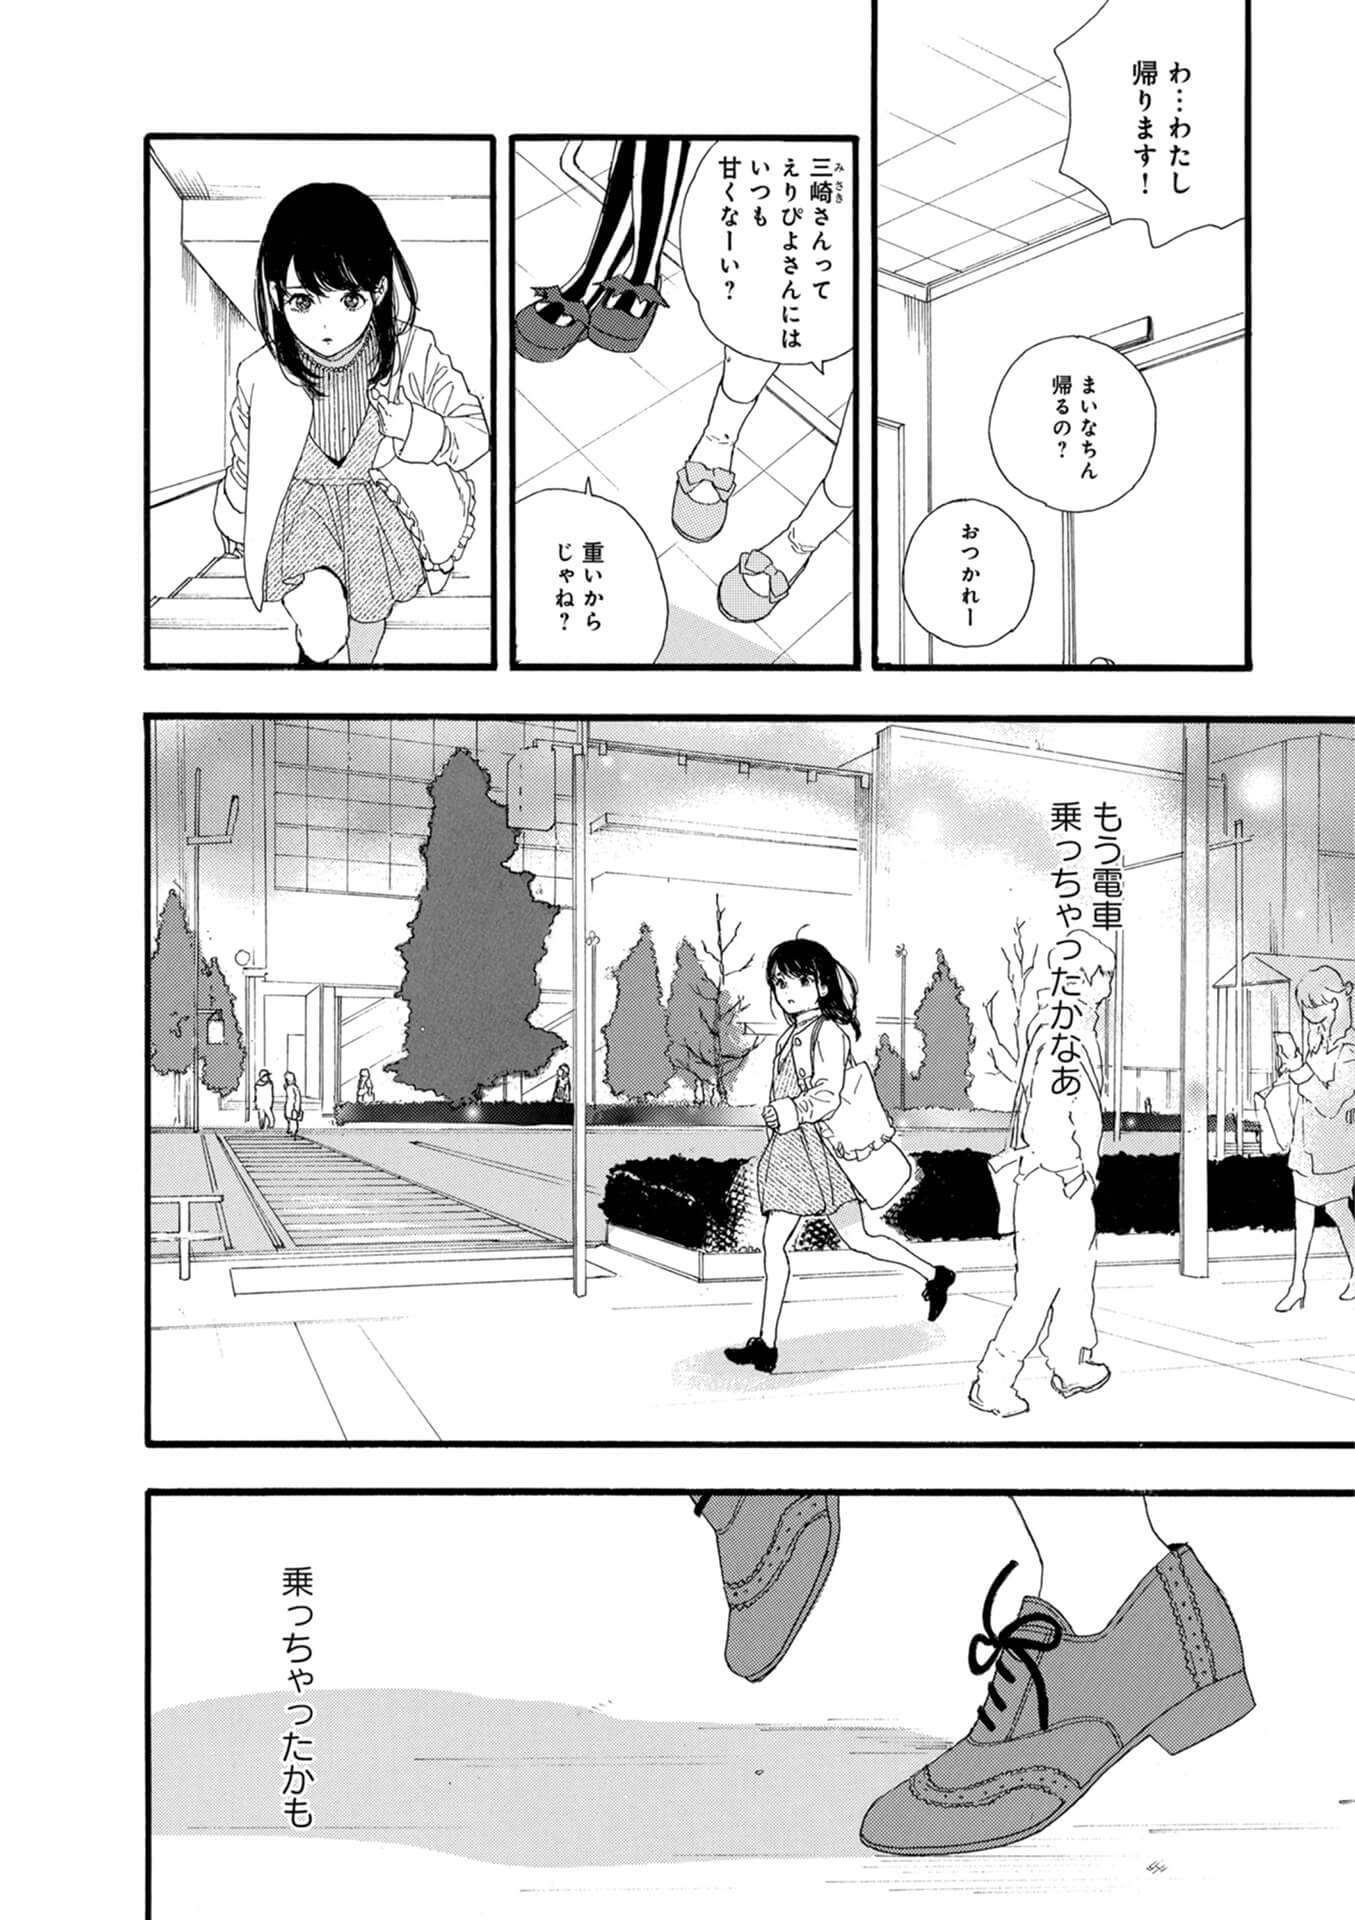 わ…わたし
帰ります！
まいなちん
帰るの？
おつかれー
三崎さんって
みさき
えりぴよさんには
いつも
甘くなーい？
重いから
じゃね？
もう電車
乗っちゃったかなあ
乗っちゃったかも